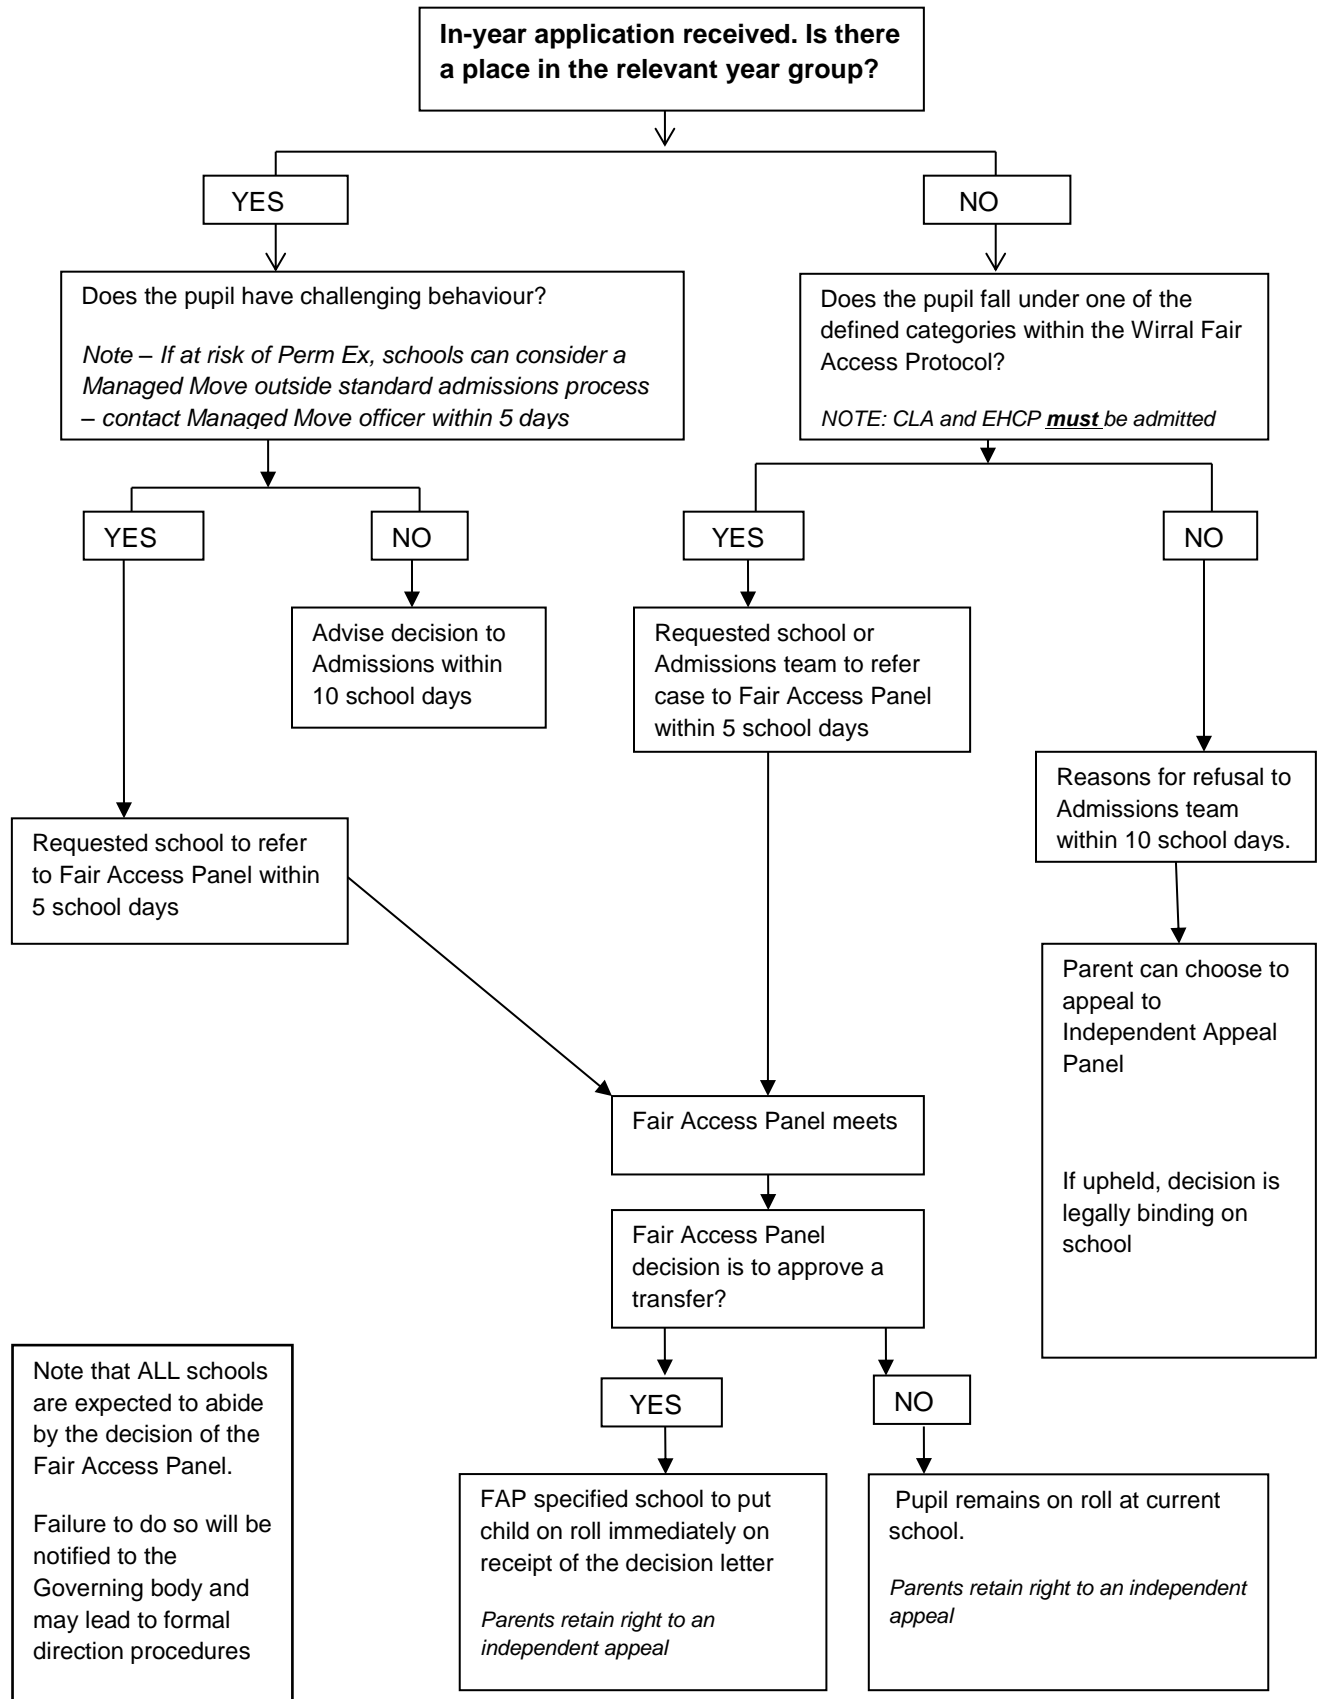 In-year application received. Is there
a place in the relevant year group?
YES
NO
Does the pupil have challenging behaviour?
Note – If at risk of Perm Ex, schools can consider a
Managed Move outside standard admissions process
– contact Managed Move officer within 5 days
Does the pupil fall under one of the
defined categories within the Wirral Fair
Access Protocol?
NOTE: CLA and EHCP must be admitted
YES
NO
YES
NO
Advise decision to
Admissions within
10 school days
Requested school or
Admissions team to refer
case to Fair Access Panel
within 5 school days
Reasons for refusal to
Admissions team
within 10 school days.
Requested school to refer
to Fair Access Panel within
5 school days
Parent can choose to
appeal to
Independent Appeal
Panel
If upheld, decision is
legally binding on
school
Fair Access Panel meets
Fair Access Panel
decision is to approve a
transfer?
YES
NO
Note that ALL schools
are expected to abide
by the decision of the
Fair Access Panel.
Failure to do so will be
notified to the
Governing body and
may lead to formal
direction procedures
FAP specified school to put
child on roll immediately on
receipt of the decision letter
Parents retain right to an
independent appeal
Pupil remains on roll at current
school.
Parents retain right to an independent
appeal